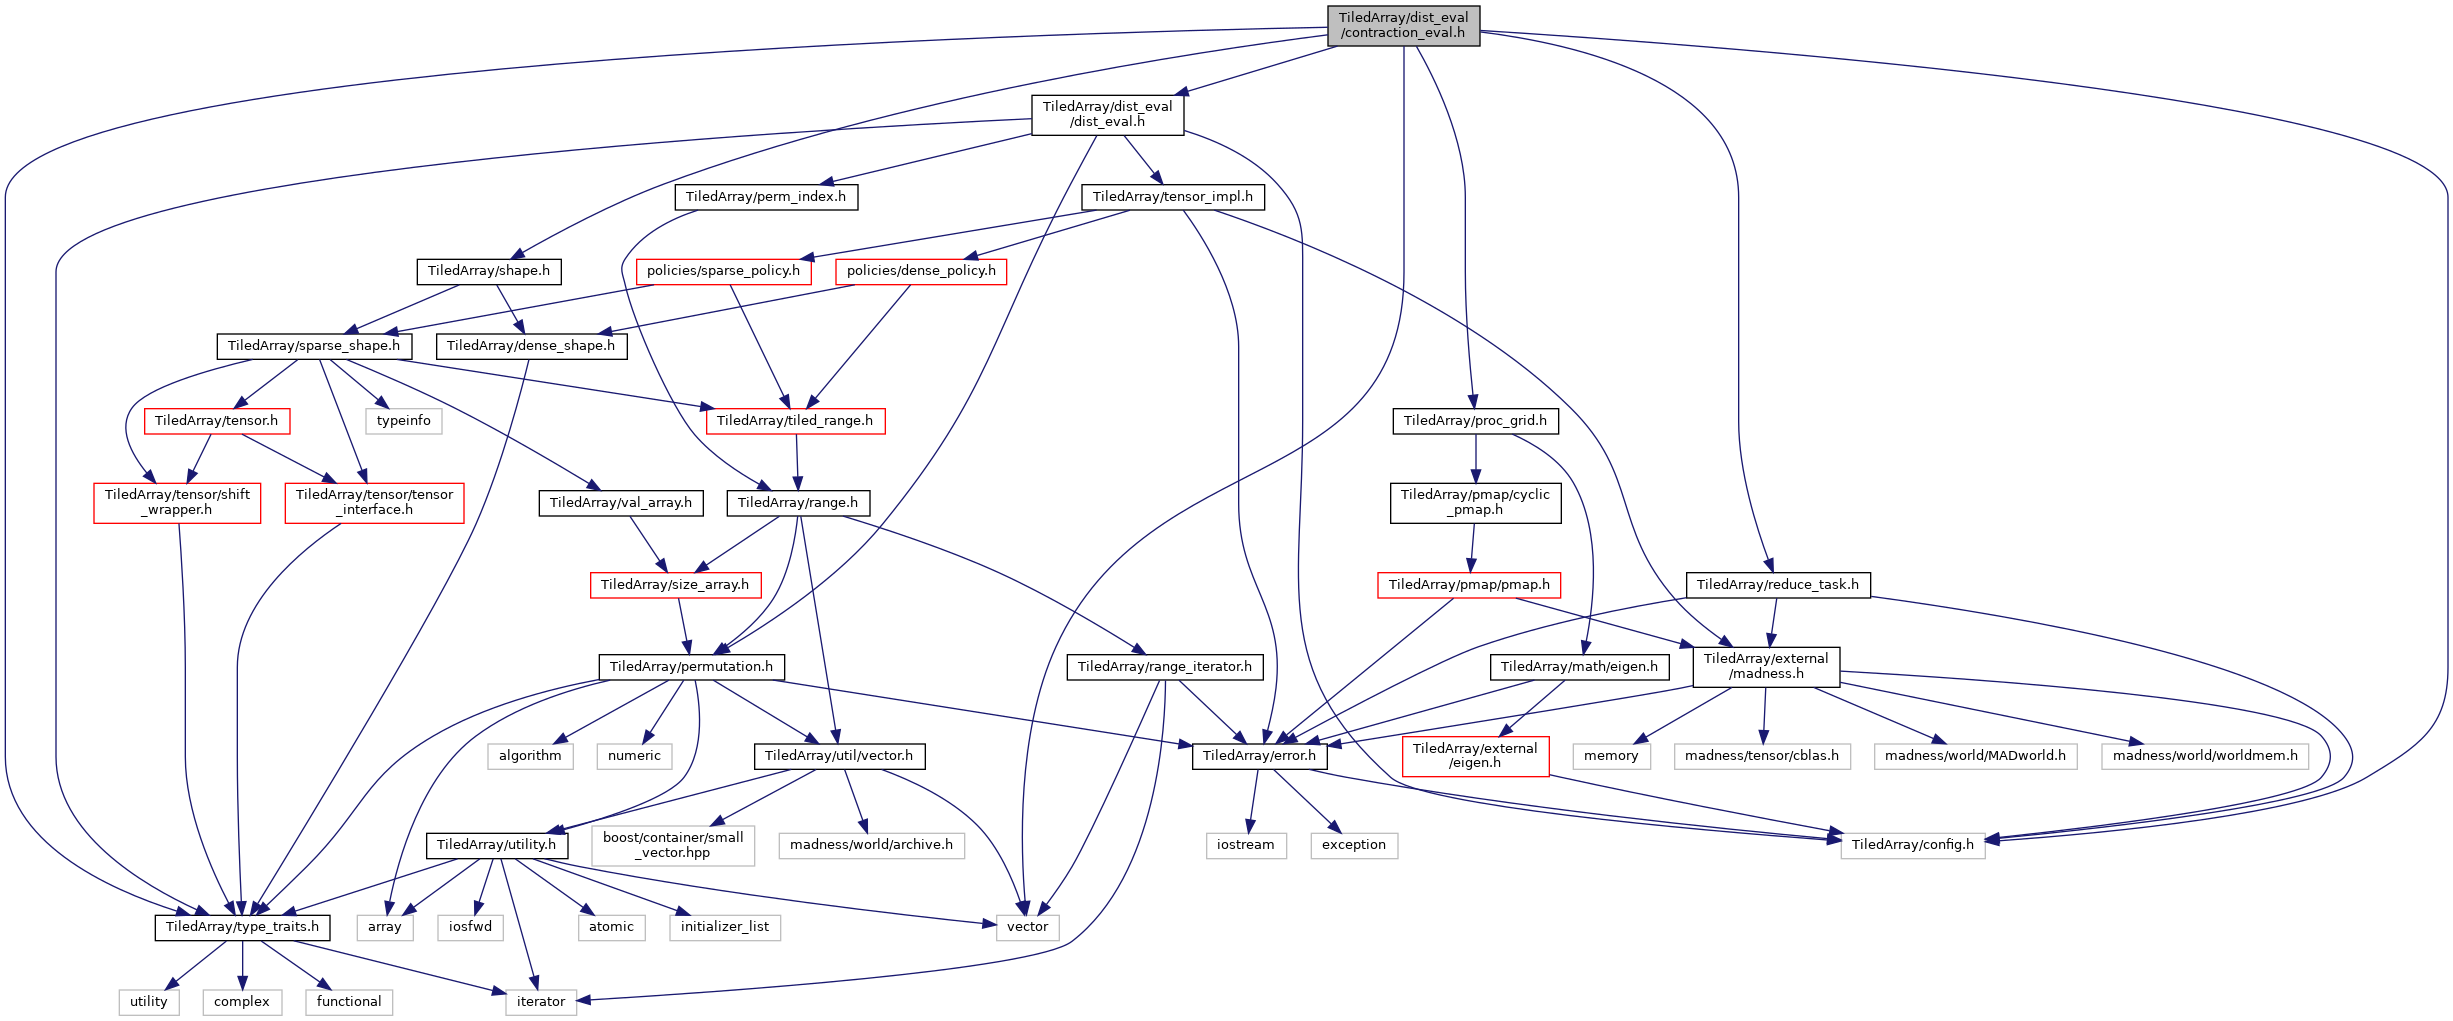 TiledArray/dist_eval
/contraction_eval.h
TiledArray/dist_eval
/dist_eval.h
TiledArray/perm_index.h
TiledArray/tensor_impl.h
TiledArray/shape.h
policies/sparse_policy.h
policies/dense_policy.h
TiledArray/sparse_shape.h
TiledArray/dense_shape.h
TiledArray/tensor.h
typeinfo
TiledArray/tiled_range.h
TiledArray/proc_grid.h
TiledArray/tensor/shift
_wrapper.h
TiledArray/tensor/tensor
_interface.h
TiledArray/val_array.h
TiledArray/range.h
TiledArray/pmap/cyclic
_pmap.h
TiledArray/size_array.h
TiledArray/pmap/pmap.h
TiledArray/reduce_task.h
TiledArray/permutation.h
TiledArray/range_iterator.h
TiledArray/math/eigen.h
TiledArray/external
/madness.h
algorithm
numeric
TiledArray/util/vector.h
TiledArray/error.h
TiledArray/external
/eigen.h
memory
madness/tensor/cblas.h
madness/world/MADworld.h
madness/world/worldmem.h
TiledArray/utility.h
boost/container/small
_vector.hpp
madness/world/archive.h
iostream
exception
TiledArray/config.h
TiledArray/type_traits.h
array
iosfwd
atomic
initializer_list
vector
utility
complex
functional
iterator